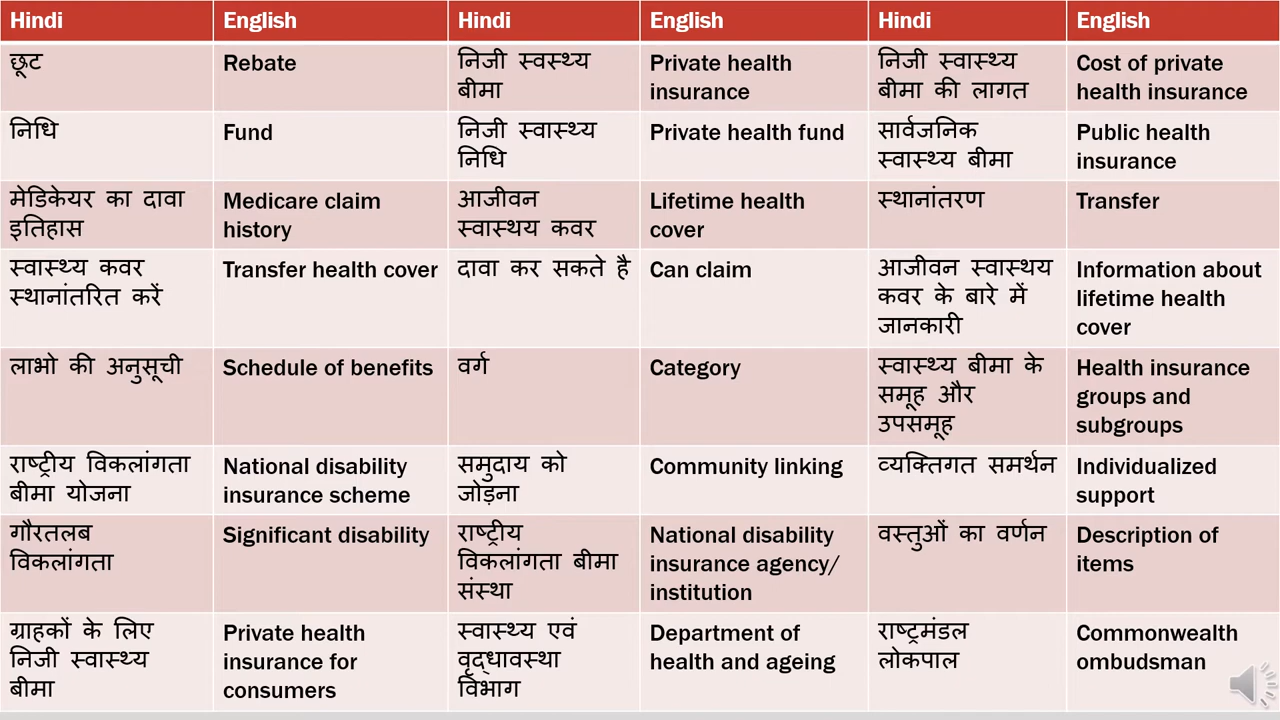 Hindi English Hindi English Hindi English
छूट
Rebate
निजी स्वस्थ्य
बीमा
Private health
insurance
निजी स्वास्थ्य
बीमा की लागत
Cost of private
health insurance
निधि
Fund
निजी स्वास्थ्य
निधि
Private health fund
सार्वजनिक
स्वास्थ्य बीमा
Public health
insurance
मेडिकेयर का दावा
इतिहास
Medicare claim
history
आजीवन
स्वास्थय कवर
Lifetime health
cover
स्थानांतरण
Transfer
स्वास्थ्य कवर
स्थानांतरित करें
Transfer health cover
दावा कर सकते है
Can claim
आजीवन स्वास्थय
कवर के बारे में
जानकारी
Information about
lifetime health
cover
लाभो की अनुसूची
Schedule of benefits
वर्ग
Category
स्वास्थ्य बीमा के
समूह और
उपसमूह
Health insurance
groups and
subgroups
राष्ट्रीय विकलांगता
बीमा योजना
National disability
insurance scheme
समुदाय को
जोड़ना
Community linking
व्यक्तिगत समर्थन
Individualized
support
गौरतलब
विकलांगता
Significant disability
राष्ट्रीय
विकलांगता बीमा
संस्था
National disability
insurance agency/
institution
वस्तुओं का वर्णन
Description of
items
ग्राहकों के लिए
निजी स्वास्थ्य
बीमा
Private health
insurance for
consumers
स्वास्थ्य एवं
वृद्धावस्था
विभाग
Department of
health and ageing
राष्ट्रमंडल
लोकपाल
Commonwealth
ombudsman